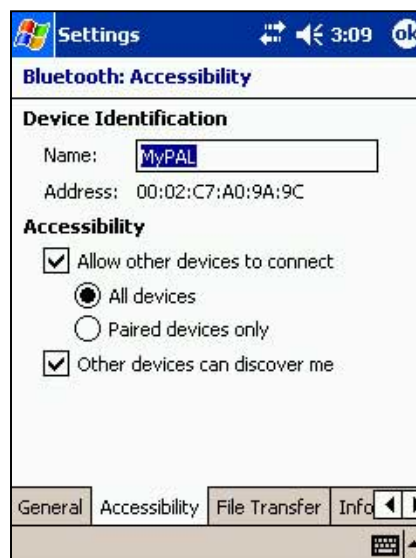 Settings 3:09 ok
Bluetooth: Accessibility
Device Identification
Name: MyPAL
Address: 00:02:C7:A0:9A:9C
Accessibility
Allow other devices to connect
All devices
Paired devices only
Other devices can discover me
General Accessibility File Transfer Info